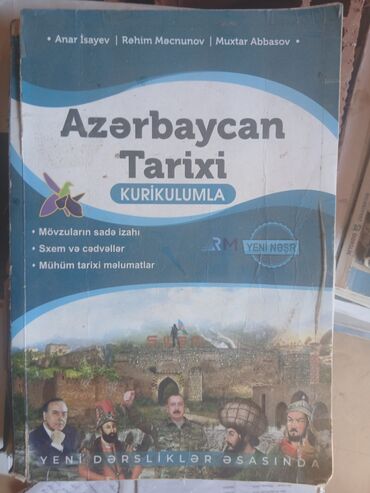 • Anar İsayev | Rəhim Məcnunov | Muxtar Abbasov •
Azərbaycan
Tarixi
KURİKULUMLA
• Mövzuların sadə izahı
• Sxem və cədvəllər
• Mühüm tarixi məlumatlar
RM
YENİ NƏŞR
YENİ DƏRSLİKLƏR ƏSASINDA